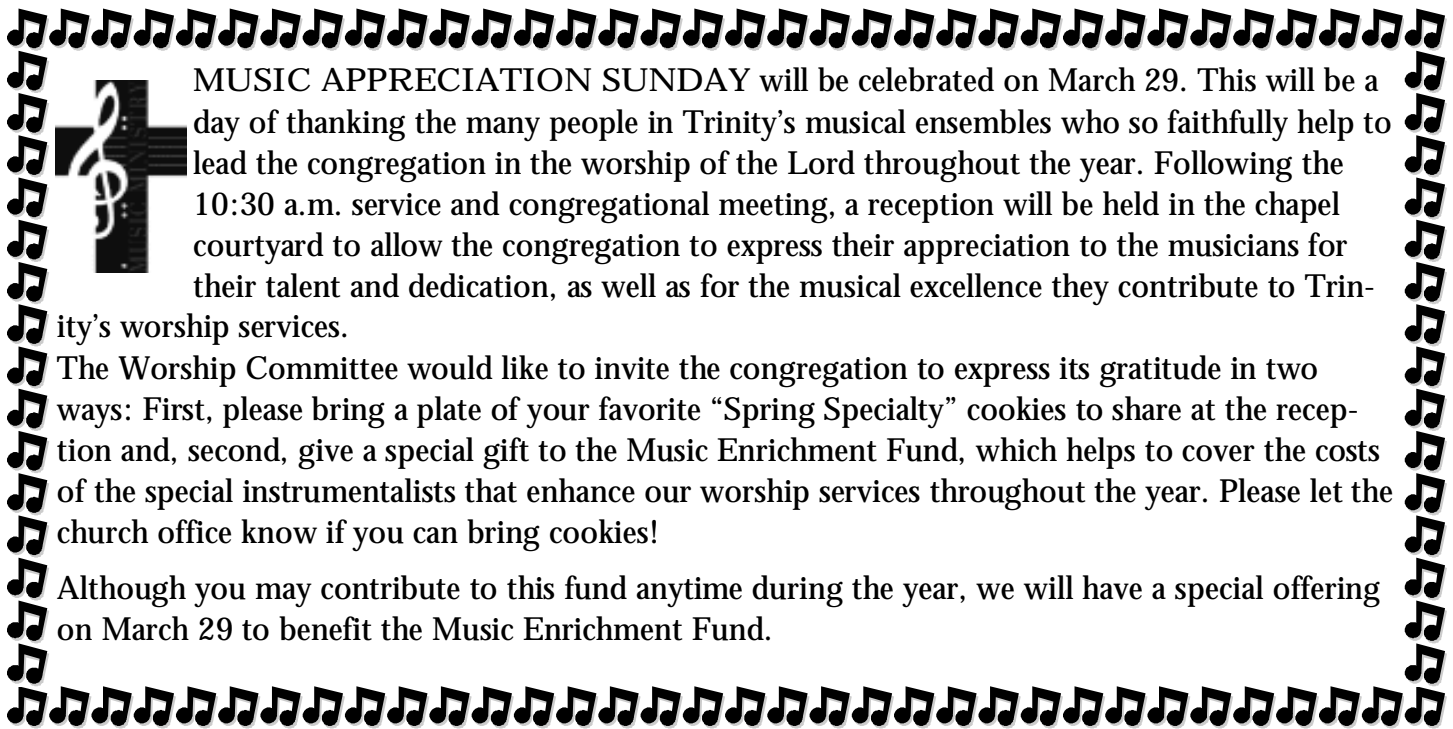 MUSIC APPRECIATION SUNDAY will be celebrated on March 29. This will be a
day of thanking the many people in Trinity’s musical ensembles who so faithfully help to
lead the congregation in the worship of the Lord throughout the year. Following the
10:30 a.m. service and congregational meeting, a reception will be held in the chapel
courtyard to allow the congregation to express their appreciation to the musicians for
their talent and dedication, as well as for the musical excellence they contribute to Trin-
ity’s worship services.
MUSIC MINISTRY
MUSIC MINISTRY
The Worship Committee would like to invite the congregation to express its gratitude in two
ways: First, please bring a plate of your favorite “Spring Specialty” cookies to share at the recep-
tion and, second, give a special gift to the Music Enrichment Fund, which helps to cover the costs
of the special instrumentalists that enhance our worship services throughout the year. Please let the
church office know if you can bring cookies!
Although you may contribute to this fund anytime during the year, we will have a special offering
on March 29 to benefit the Music Enrichment Fund.